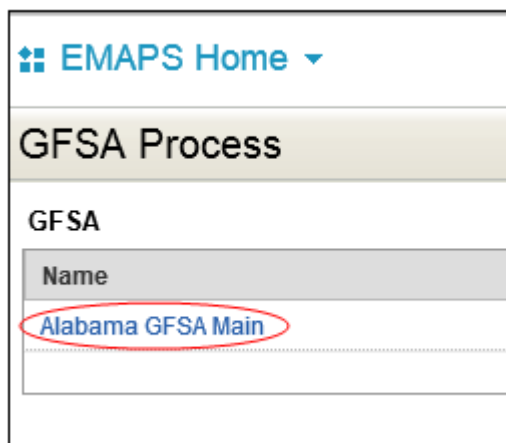 EMAPS Home
GFSA Process
GFSA
Name
Alabama GFSA Main